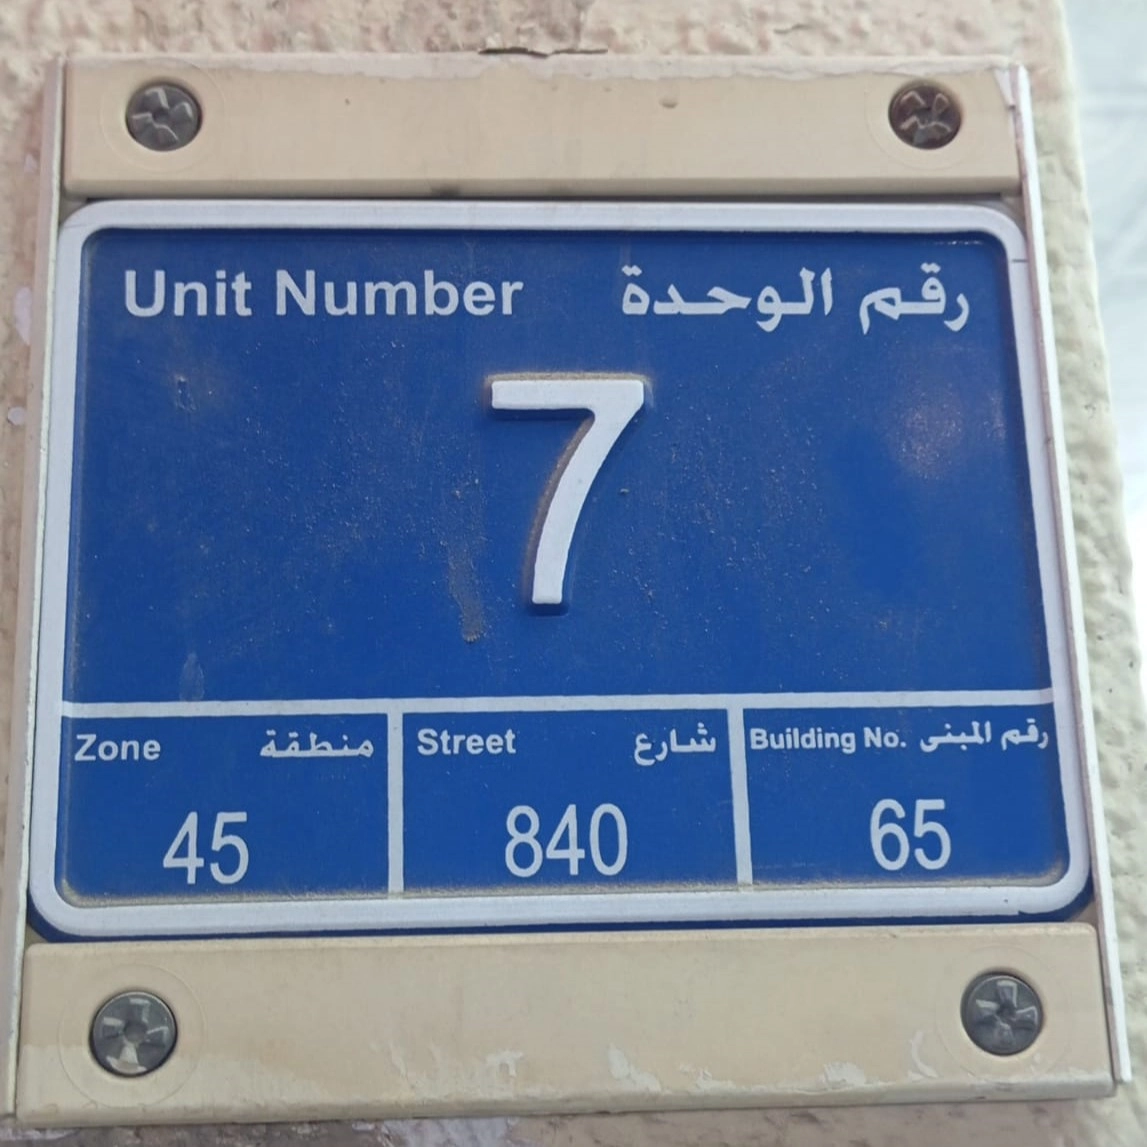 Unit Number رقم الوحدة
7
Zone منطقة
45
Street شارع
840
Building No. رقم المبنى
65